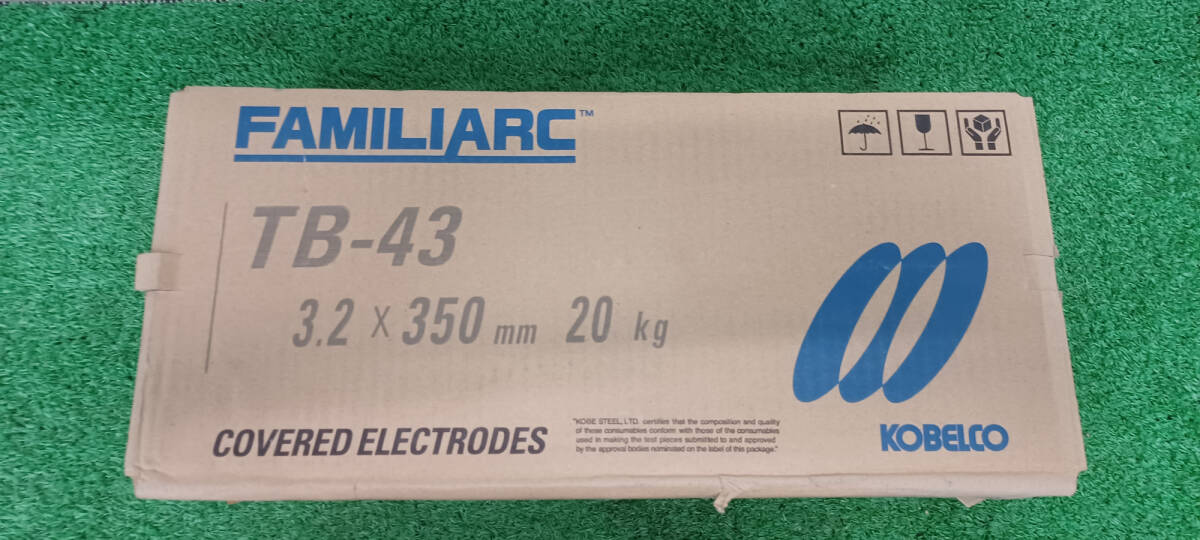 FAMILIARC™
TB-43
3.2 x 350 mm 20 kg
COVERED ELECTRODES
"KOBE STEEL, LTD. certifies that the composition and quality
of these consumables conform with those of the consumables
used in making the test pieces submitted to and approved
by the approval bodies nominated on the label of this package."
KOBELCO